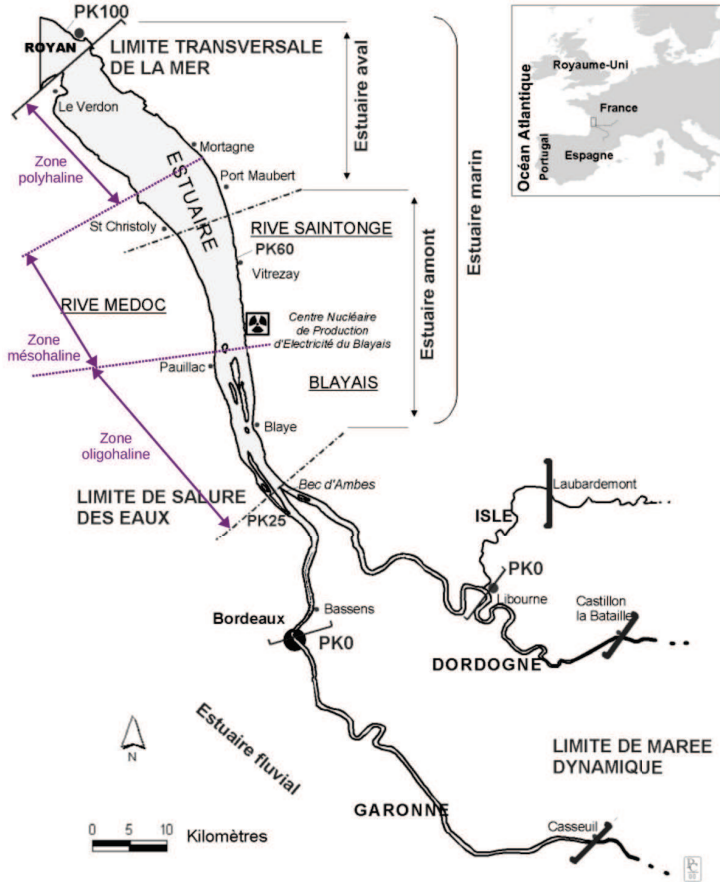 PK100
ROYAN
LIMITE TRANSVERSALE
DE LA MER
Le Verdon
Zone
polyhaline
Mortagne
ESTUAIRE
Port Maubert
Estuaire aval
St Christoly
RIVE SAINTONGE
PK60
Vitrezay
Estuaire amont
Estuaire marin
RIVE MEDOC
Centre Nucléaire
de Production
d'Electricité du Blayais
Zone
mésohaline
Pauillac
BLAYAIS
Blaye
Zone
oligohaline
Bec d'Ambes
LIMITE DE SALURE
DES EAUX
PK25
Laubardemont
ISLE
PK0
Libourne
Castillon
la Bataille
Bassens
Bordeaux
PK0
DORDOGNE
Estuaire fluvial
N
LIMITE DE MAREE
DYNAMIQUE
GARONNE
Casseuil
0 5 10 Kilomètres
Océan Atlantique
Royaume-Uni
France
Portugal
Espagne